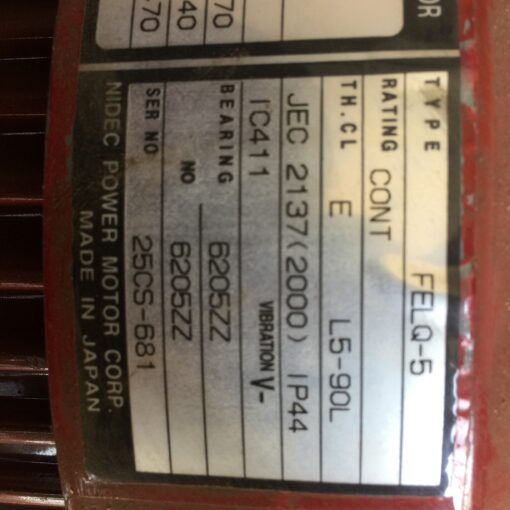 OR
70
40
-70
TYPE FELQ-5
RATING CONT
TH.CL E L5-90L
JEC 2137(2000) IP44
IC411 VIBRATION V-
BEARING 6205ZZ
NO 6205ZZ
SER NO 25CS-681
NIDEC POWER MOTOR CORP.
MADE IN JAPAN